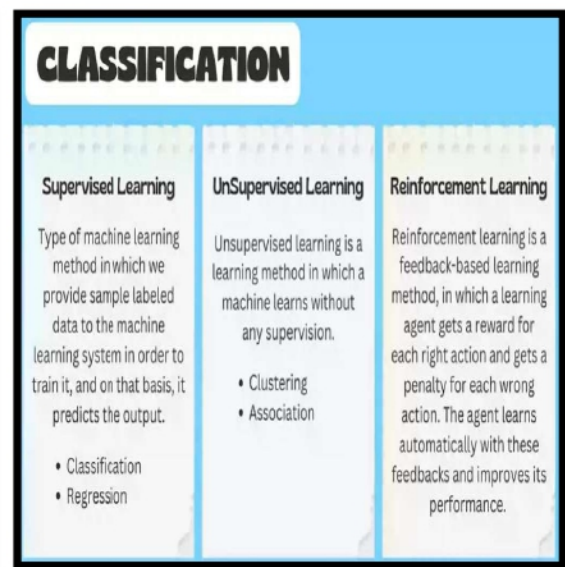 CLASSIFICATION
Supervised Learning
Type of machine learning
method in which we
provide sample labeled
data to the machine
learning system in order to
train it, and on that basis, it
predicts the output.
• Classification
• Regression
UnSupervised Learning
Unsupervised learning is a
learning method in which a
machine learns without
any supervision.
• Clustering
• Association
Reinforcement Learning
Reinforcement learning is a
feedback-based learning
method, in which a learning
agent gets a reward for
each right action and gets a
penalty for each wrong
action. The agent learns
automatically with these
feedbacks and improves its
performance.